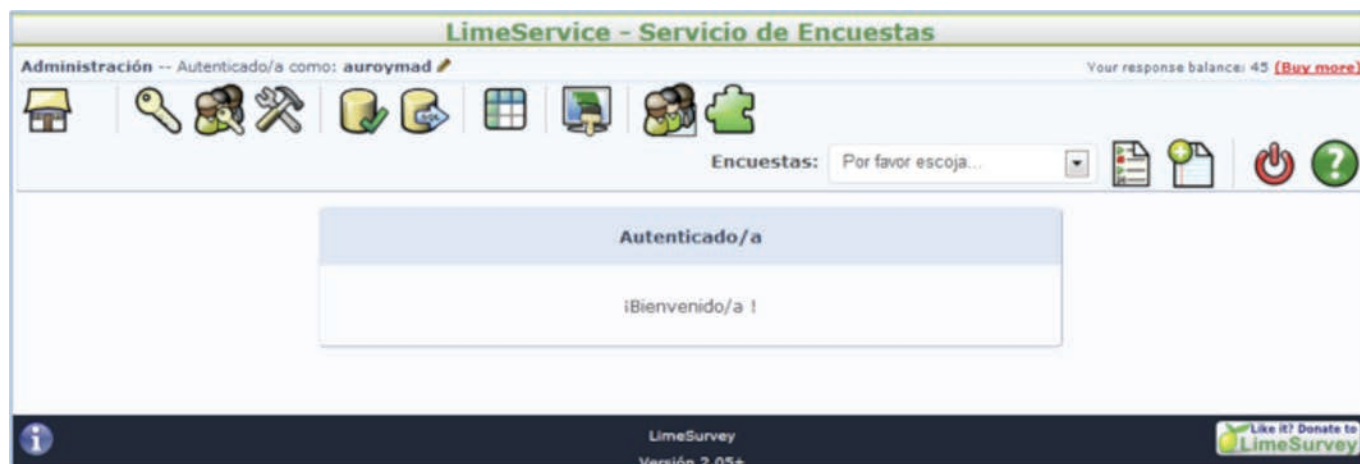 LimeService - Servicio de Encuestas
Administración -- Autenticado/a como: auroymad
Your response balance: 45 (Buy more)
SQL
Encuestas: Por favor escoja...
Autenticado/a
¡Bienvenido/a !
LimeSurvey
Versión 2.05+
Like it? Donate to
LimeSurvey